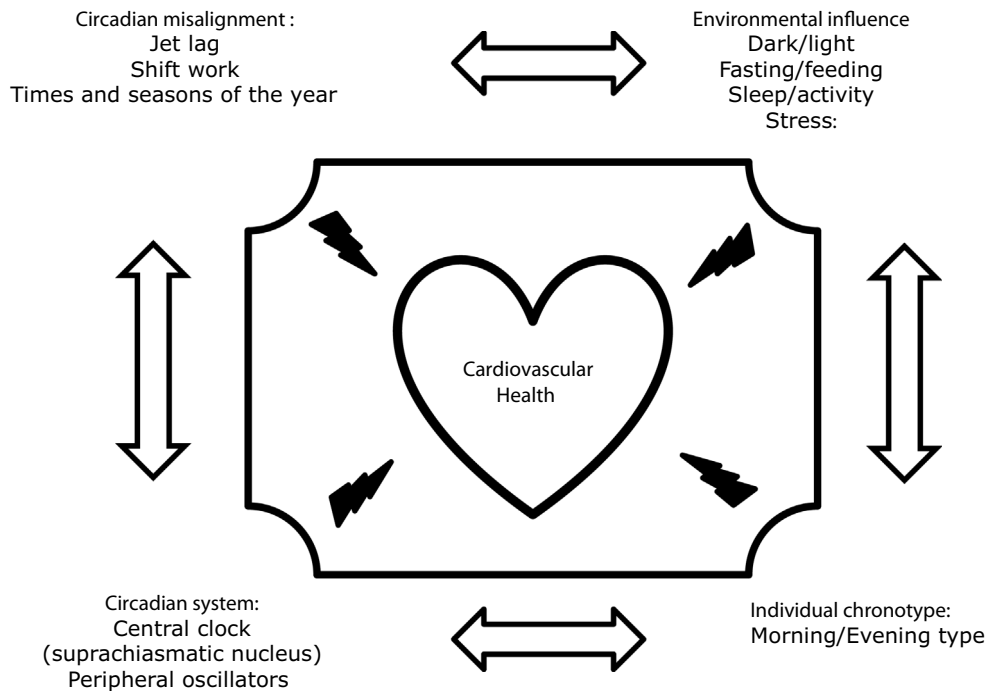 Circadian misalignment :
Jet lag
Shift work
Times and seasons of the year
Environmental influence
Dark/light
Fasting/feeding
Sleep/activity
Stress:
Cardiovascular
Health
Circadian system:
Central clock
(suprachiasmatic nucleus)
Peripheral oscillators
Individual chronotype:
Morning/Evening type